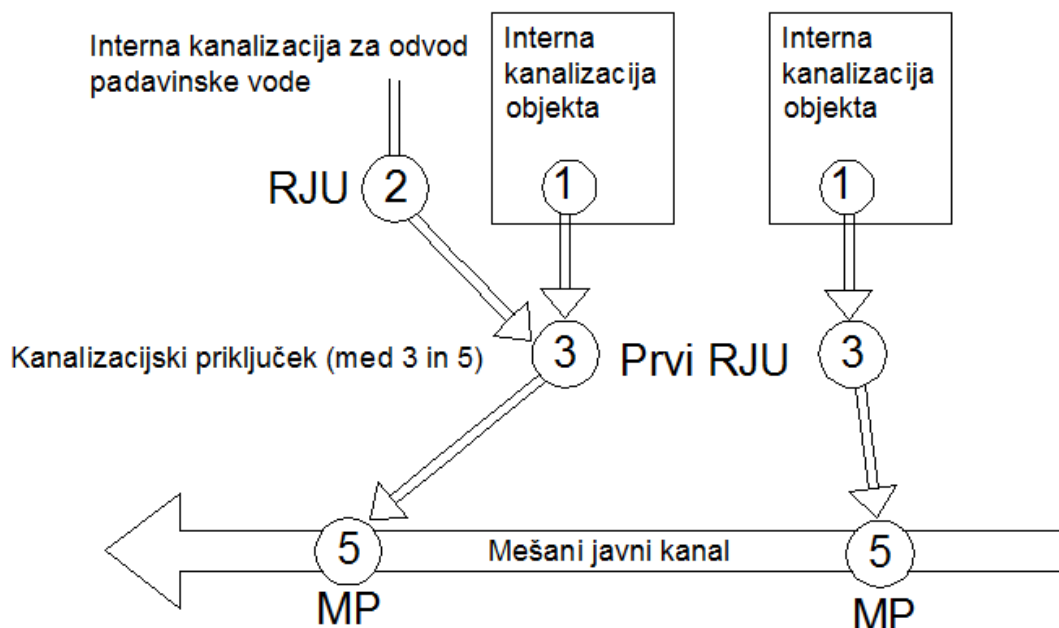 Interna kanalizacija za odvod
padavinske vode
Interna
kanalizacija
objekta
Interna
kanalizacija
objekta
RJU
2
1
1
Kanalizacijski priključek (med 3 in 5)
3
Prvi RJU
3
5
Mešani javni kanal
5
MP
MP